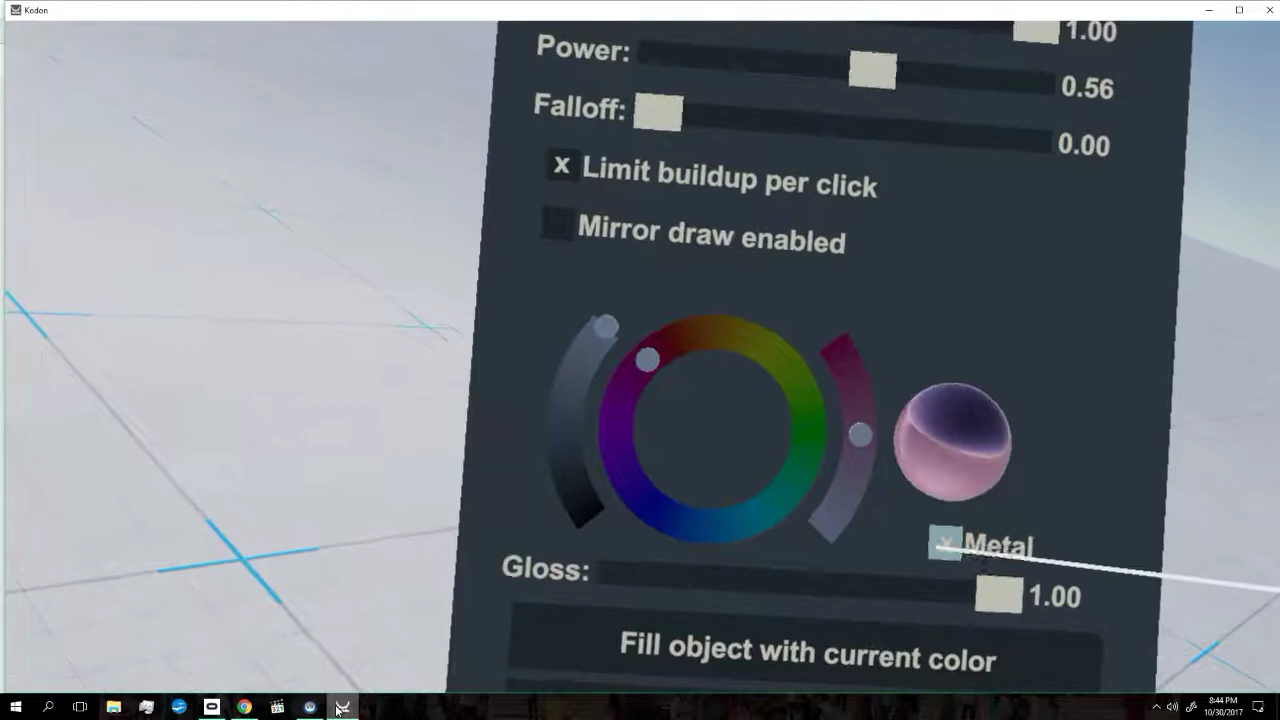 Kodon
1.00
Power: 0.56
Falloff: 0.00
x Limit buildup per click
Mirror draw enabled
x Metal
Gloss: 1.00
Fill object with current color
8:44 PM
10/30/2017